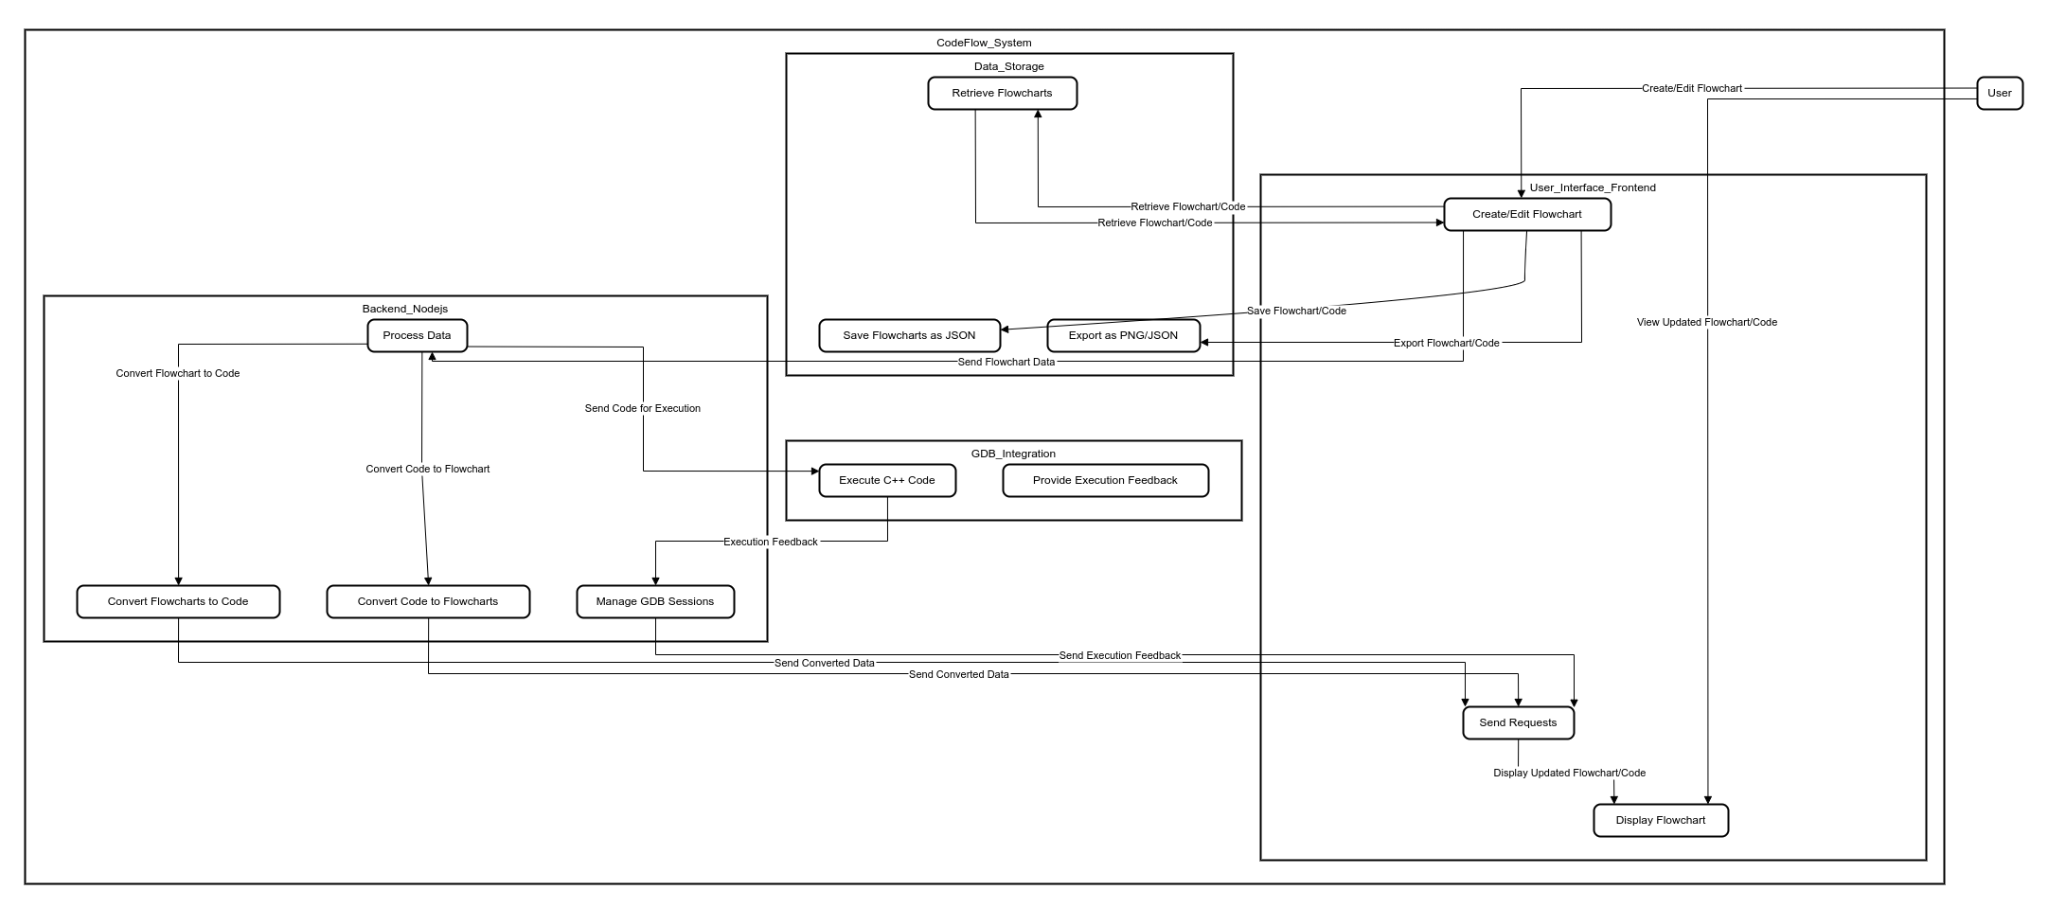 CodeFlow_System
Data_Storage
Retrieve Flowcharts
Create/Edit Flowchart
User
User_Interface_Frontend
Retrieve Flowchart/Code
Create/Edit Flowchart
Retrieve Flowchart/Code
Backend_Nodejs
Save Flowchart/Code
View Updated Flowchart/Code
Process Data
Save Flowcharts as JSON
Export as PNG/JSON
Export Flowchart/Code
Send Flowchart Data
Convert Flowchart to Code
Send Code for Execution
GDB_Integration
Convert Code to Flowchart
Execute C++ Code
Provide Execution Feedback
Execution Feedback
Convert Flowcharts to Code
Convert Code to Flowcharts
Manage GDB Sessions
Send Execution Feedback
Send Converted Data
Send Converted Data
Send Requests
Display Updated Flowchart/Code
Display Flowchart